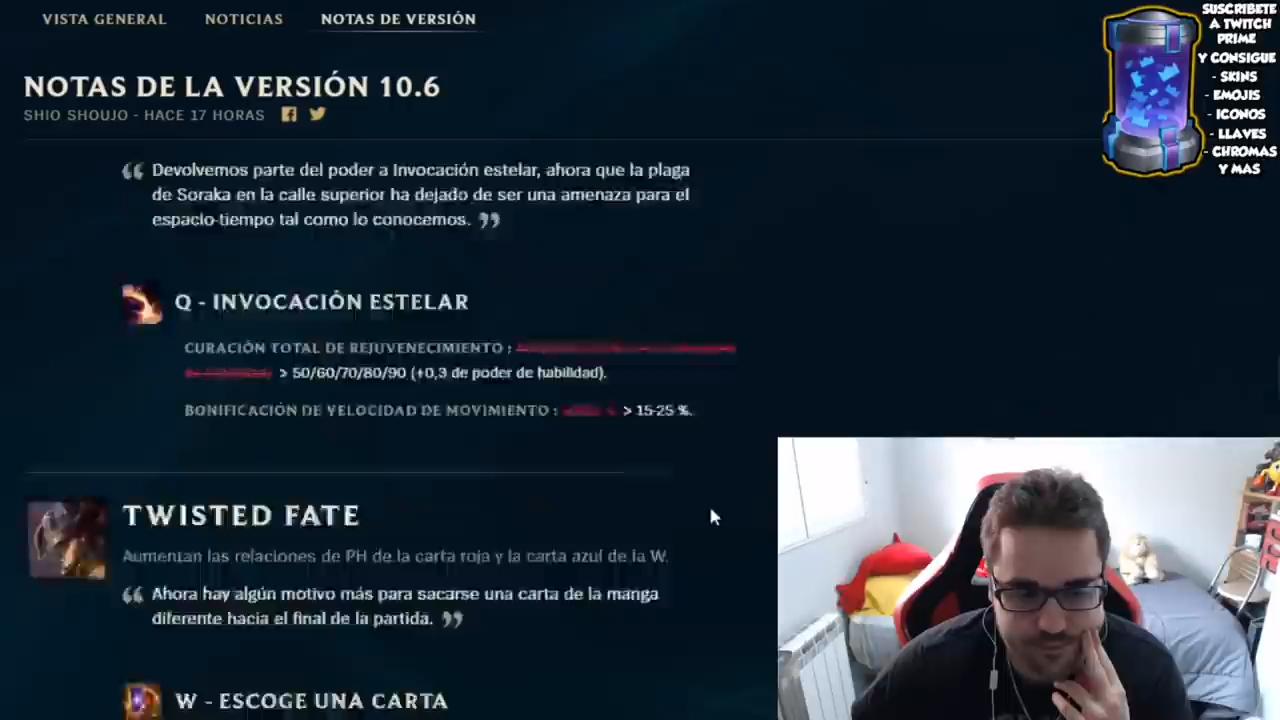 VISTA GENERAL
NOTICIAS
NOTAS DE VERSIÓN
NOTAS DE LA VERSIÓN 10.6
SHIO SHOUJO - HACE 17 HORAS
Devolvemos parte del poder a Invocación estelar, ahora que la plaga
de Soraka en la calle superior ha dejado de ser una amenaza para el
espacio-tiempo tal como lo conocemos.
Q - INVOCACIÓN ESTELAR
CURACIÓN TOTAL DE REJUVENECIMIENTO :
> 50/60/70/80/90 (+0,3 de poder de habilidad).
BONIFICACIÓN DE VELOCIDAD DE MOVIMIENTO :
> 15-25 %.
TWISTED FATE
Aumentan las relaciones de PH de la carta roja y la carta azul de la W.
Ahora hay algún motivo más para sacarse una carta de la manga
diferente hacia el final de la partida.
W - ESCOGE UNA CARTA
SUSCRIBETE
A TWITCH
PRIME
Y CONSIGUE
- SKINS
- EMOJIS
- ICONOS
- LLAVES
- CHROMAS
Y MAS